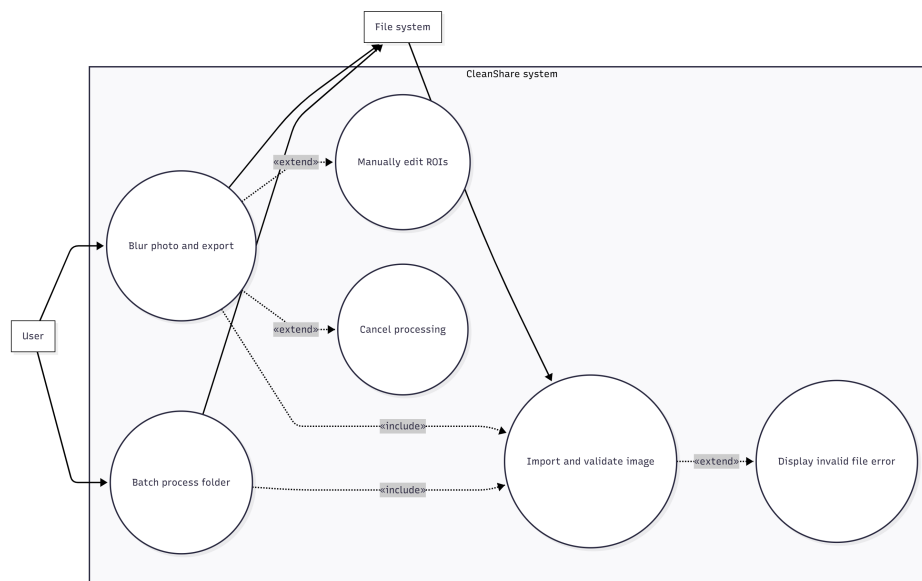 File system
CleanShare system
«extend»
Manually edit ROIs
Blur photo and export
«extend»
Cancel processing
User
«include»
Import and validate image
«extend»
Display invalid file error
Batch process folder
«include»